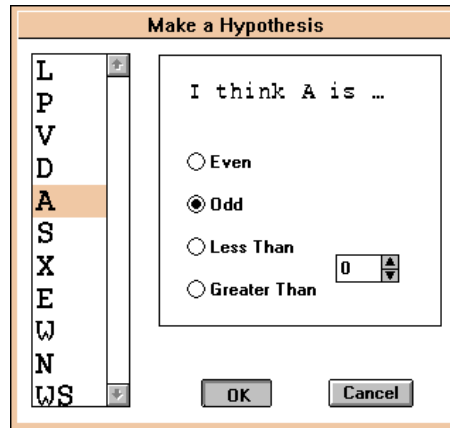 Make a Hypothesis
L
P
V
D
A
S
X
E
W
N
WS
I think A is …
Even
Odd
Less Than
0
Greater Than
OK
Cancel